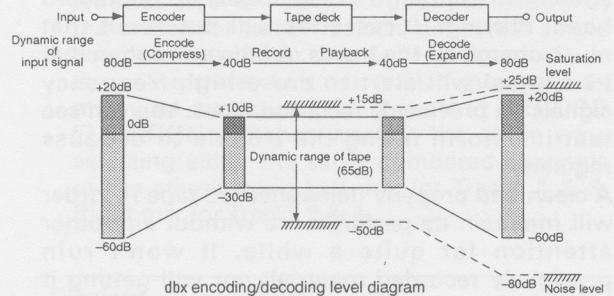 Input
Encoder
Tape deck
Decoder
Output
Dynamic range
of input signal
80dB
Encode
(Compress)
40dB
Record
Playback
40dB
Decode
(Expand)
80dB
+25dB
Saturation
level
+20dB
+10dB
+15dB
+20dB
Dynamic range of tape
(65dB)
−30dB
−60dB
−50dB
−60dB
−80dB
Noise level
dbx encoding/decoding level diagram